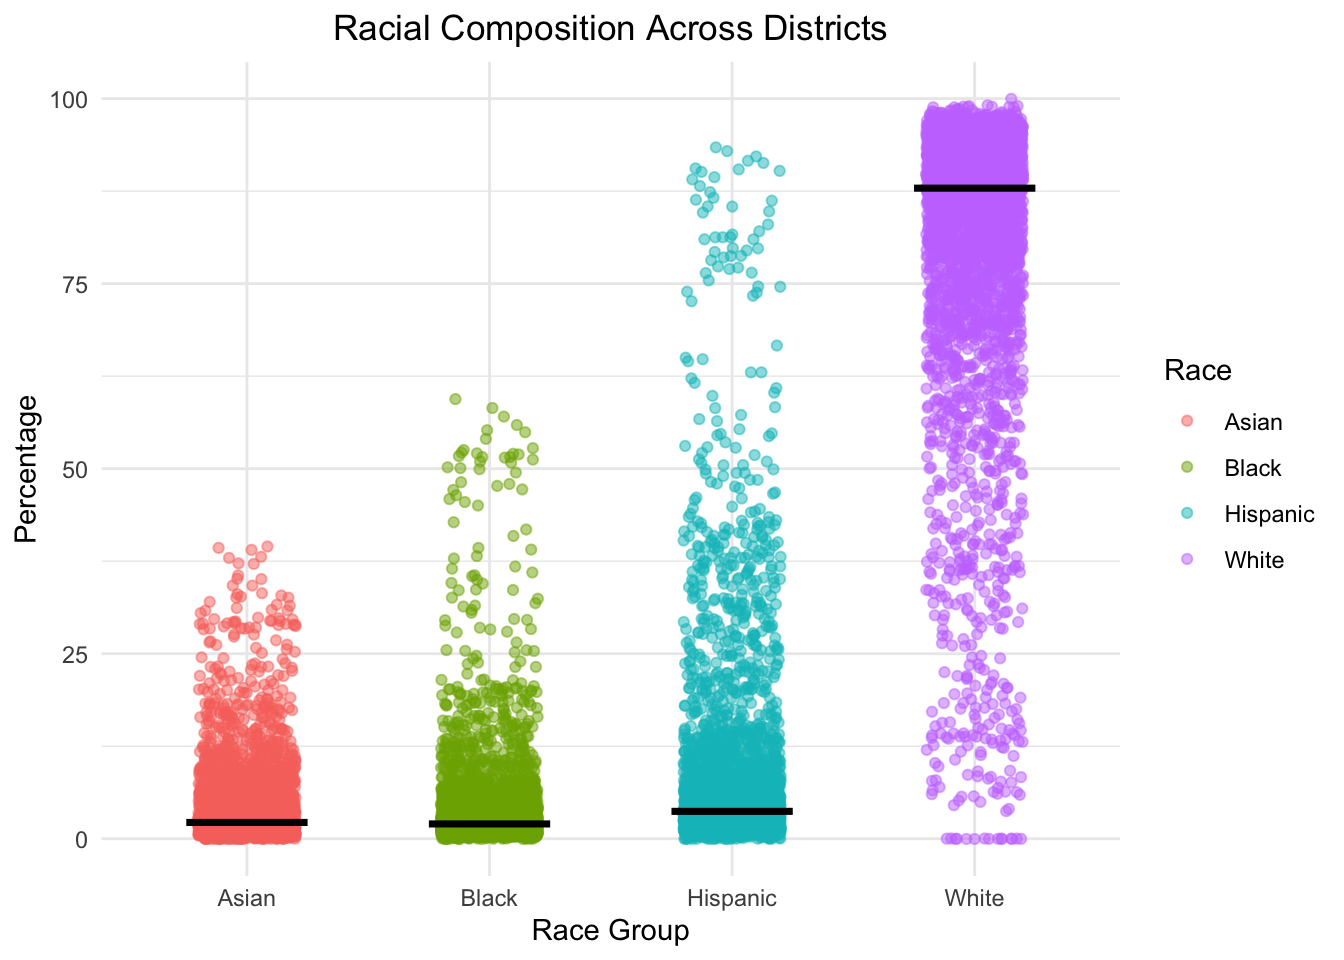 Racial Composition Across Districts
100
75
50
25
0
Percentage
Asian
Black
Hispanic
White
Race Group
Race
Asian
Black
Hispanic
White